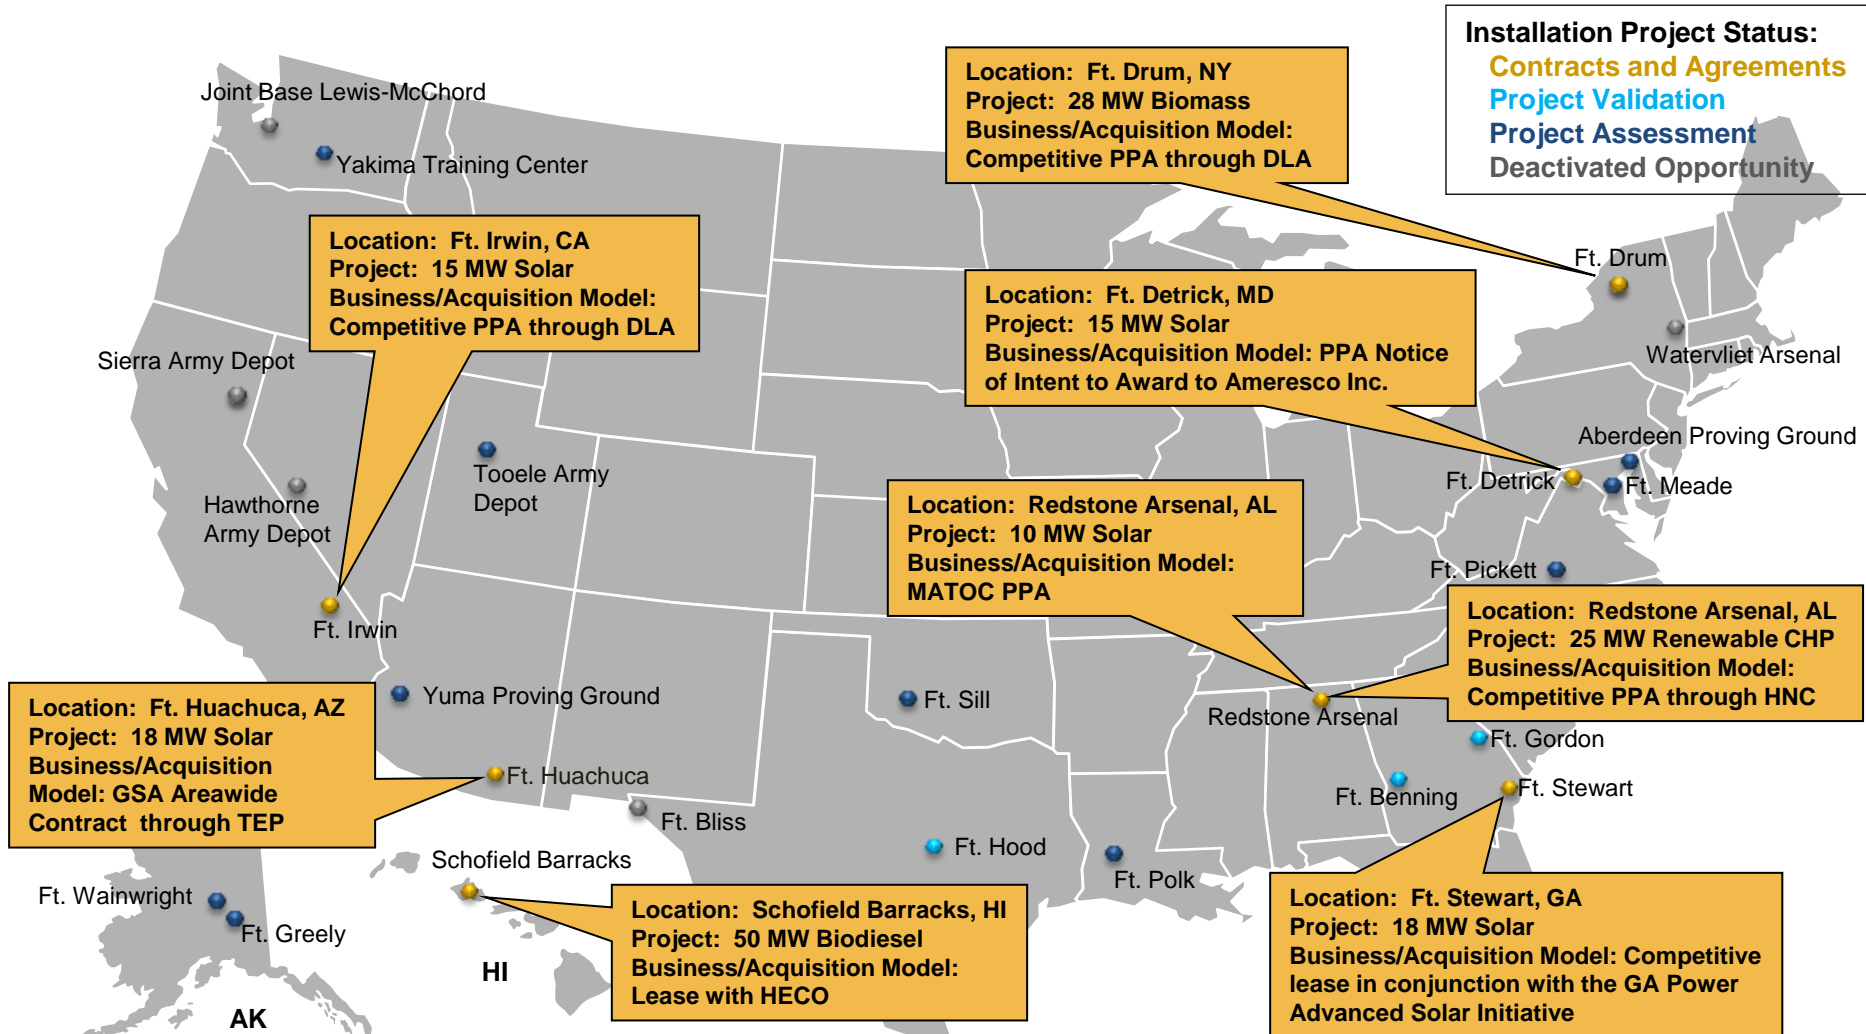 Installation Project Status:
Contracts and Agreements
Project Validation
Project Assessment
Deactivated Opportunity
Location: Ft. Drum, NY
Project: 28 MW Biomass
Business/Acquisition Model:
Competitive PPA through DLA
Joint Base Lewis-McChord
Yakima Training Center
Location: Ft. Irwin, CA
Project: 15 MW Solar
Business/Acquisition Model:
Competitive PPA through DLA
Ft. Drum
Location: Ft. Detrick, MD
Project: 15 MW Solar
Business/Acquisition Model: PPA Notice
of Intent to Award to Ameresco Inc.
Watervliet Arsenal
Sierra Army Depot
Aberdeen Proving Ground
Tooele Army
Depot
Ft. Detrick
Ft. Meade
Hawthorne
Army Depot
Location: Redstone Arsenal, AL
Project: 10 MW Solar
Business/Acquisition Model:
MATOC PPA
Ft. Pickett
Ft. Irwin
Location: Redstone Arsenal, AL
Project: 25 MW Renewable CHP
Business/Acquisition Model:
Competitive PPA through HNC
Yuma Proving Ground
Ft. Sill
Redstone Arsenal
Location: Ft. Huachuca, AZ
Project: 18 MW Solar
Business/Acquisition
Model: GSA Areawide
Contract through TEP
Ft. Gordon
Ft. Huachuca
Ft. Benning
Ft. Stewart
Ft. Bliss
Ft. Hood
Ft. Polk
Schofield Barracks
Ft. Wainwright
Ft. Greely
Location: Schofield Barracks, HI
Project: 50 MW Biodiesel
Business/Acquisition Model:
Lease with HECO
Location: Ft. Stewart, GA
Project: 18 MW Solar
Business/Acquisition Model: Competitive
lease in conjunction with the GA Power
Advanced Solar Initiative
HI
AK